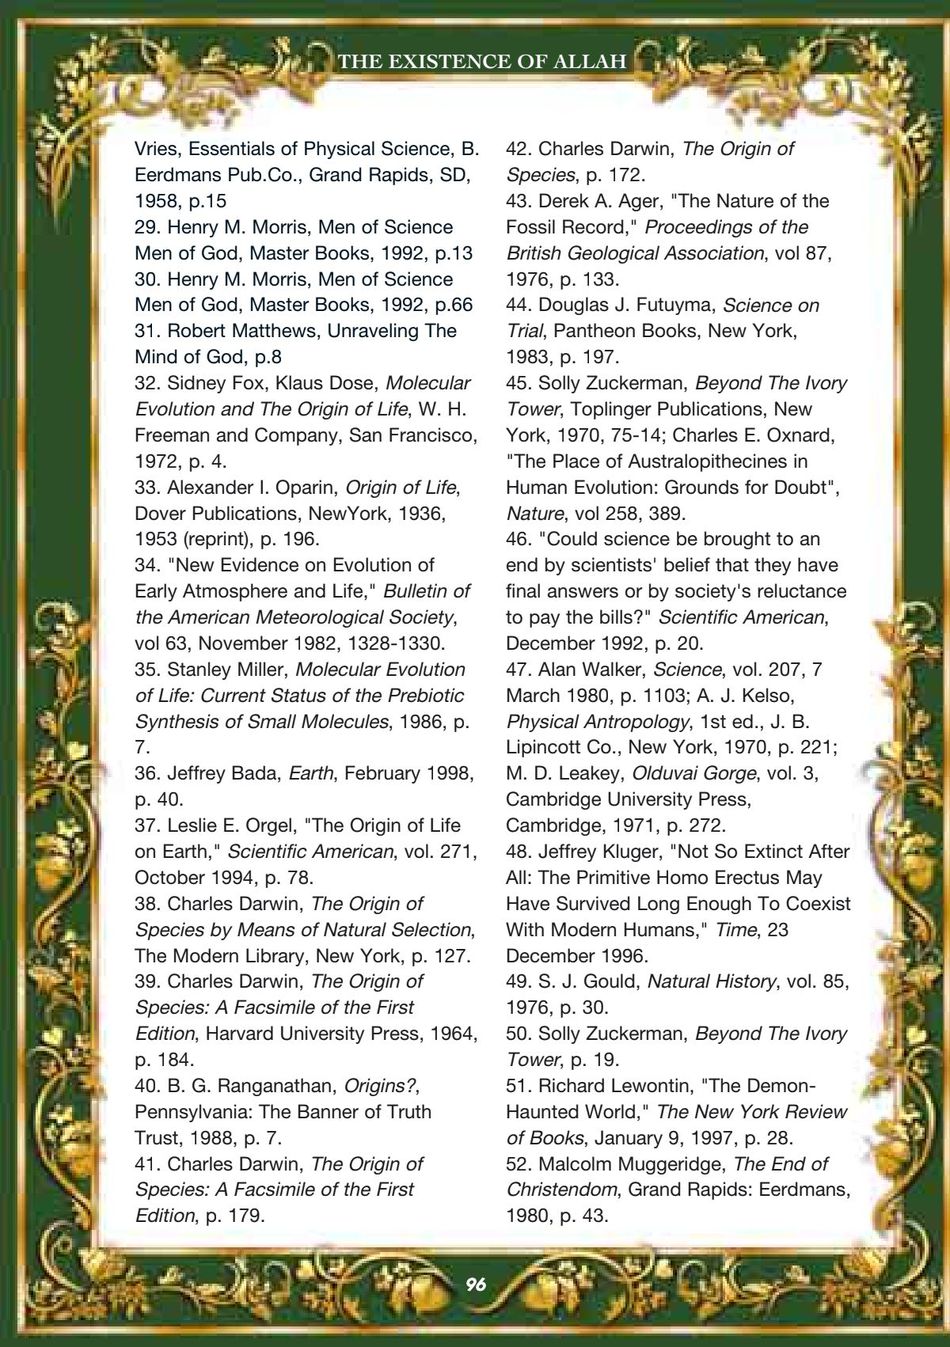 THE EXISTENCE OF ALLAH
Vries, Essentials of Physical Science, B.
Eerdmans Pub.Co., Grand Rapids, SD,
1958, p.15
29. Henry M. Morris, Men of Science
Men of God, Master Books, 1992, p.13
30. Henry M. Morris, Men of Science
Men of God, Master Books, 1992, p.66
31. Robert Matthews, Unraveling The
Mind of God, p.8
32. Sidney Fox, Klaus Dose, Molecular
Evolution and The Origin of Life, W. H.
Freeman and Company, San Francisco,
1972, p. 4.
33. Alexander I. Oparin, Origin of Life,
Dover Publications, NewYork, 1936,
1953 (reprint), p. 196.
34. "New Evidence on Evolution of
Early Atmosphere and Life," Bulletin of
the American Meteorological Society,
vol 63, November 1982, 1328-1330.
35. Stanley Miller, Molecular Evolution
of Life: Current Status of the Prebiotic
Synthesis of Small Molecules, 1986, p.
7.
36. Jeffrey Bada, Earth, February 1998,
p. 40.
37. Leslie E. Orgel, "The Origin of Life
on Earth," Scientific American, vol. 271,
October 1994, p. 78.
38. Charles Darwin, The Origin of
Species by Means of Natural Selection,
The Modern Library, New York, p. 127.
39. Charles Darwin, The Origin of
Species: A Facsimile of the First
Edition, Harvard University Press, 1964,
p. 184.
40. B. G. Ranganathan, Origins?,
Pennsylvania: The Banner of Truth
Trust, 1988, p. 7.
41. Charles Darwin, The Origin of
Species: A Facsimile of the First
Edition, p. 179.
42. Charles Darwin, The Origin of
Species, p. 172.
43. Derek A. Ager, "The Nature of the
Fossil Record," Proceedings of the
British Geological Association, vol 87,
1976, p. 133.
44. Douglas J. Futuyma, Science on
Trial, Pantheon Books, New York,
1983, p. 197.
45. Solly Zuckerman, Beyond The Ivory
Tower, Toplinger Publications, New
York, 1970, 75-14; Charles E. Oxnard,
"The Place of Australopithecines in
Human Evolution: Grounds for Doubt",
Nature, vol 258, 389.
46. "Could science be brought to an
end by scientists' belief that they have
final answers or by society's reluctance
to pay the bills?" Scientific American,
December 1992, p. 20.
47. Alan Walker, Science, vol. 207, 7
March 1980, p. 1103; A. J. Kelso,
Physical Antropology, 1st ed., J. B.
Lipincott Co., New York, 1970, p. 221;
M. D. Leakey, Olduvai Gorge, vol. 3,
Cambridge University Press,
Cambridge, 1971, p. 272.
48. Jeffrey Kluger, "Not So Extinct After
All: The Primitive Homo Erectus May
Have Survived Long Enough To Coexist
With Modern Humans," Time, 23
December 1996.
49. S. J. Gould, Natural History, vol. 85,
1976, p. 30.
50. Solly Zuckerman, Beyond The Ivory
Tower, p. 19.
51. Richard Lewontin, "The Demon-
Haunted World," The New York Review
of Books, January 9, 1997, p. 28.
52. Malcolm Muggeridge, The End of
Christendom, Grand Rapids: Eerdmans,
1980, p. 43.
96